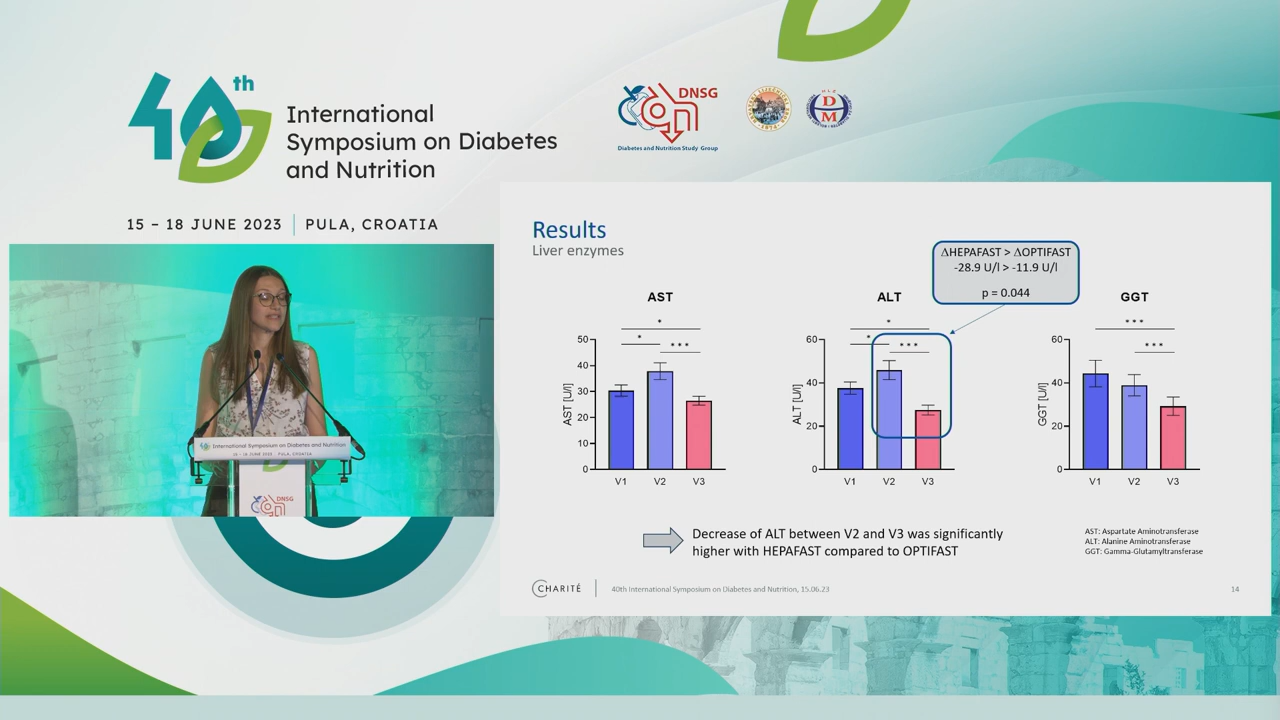 40th
International
Symposium on Diabetes
and Nutrition
15 – 18 JUNE 2023 | PULA, CROATIA
DNSG
Diabetes and Nutrition Study Group
D
M
International Symposium on Diabetes and Nutrition
15 – 18 JUNE 2023 | PULA, CROATIA
DNSG
Results
Liver enzymes
ΔHEPAFAST > ΔOPTIFAST
-28.9 U/l > -11.9 U/l
p = 0.044
AST
*
*
* * *
AST [U/l]
50
40
30
20
10
0
V1 V2 V3
ALT
*
*
* * *
ALT [U/l]
60
40
20
0
V1 V2 V3
GGT
* * *
* * *
GGT [U/l]
60
40
20
0
V1 V2 V3
Decrease of ALT between V2 and V3 was significantly
higher with HEPAFAST compared to OPTIFAST
AST: Aspartate Aminotransferase
ALT: Alanine Aminotransferase
GGT: Gamma-Glutamyltransferase
CHARITÉ
40th International Symposium on Diabetes and Nutrition, 15.06.23
14